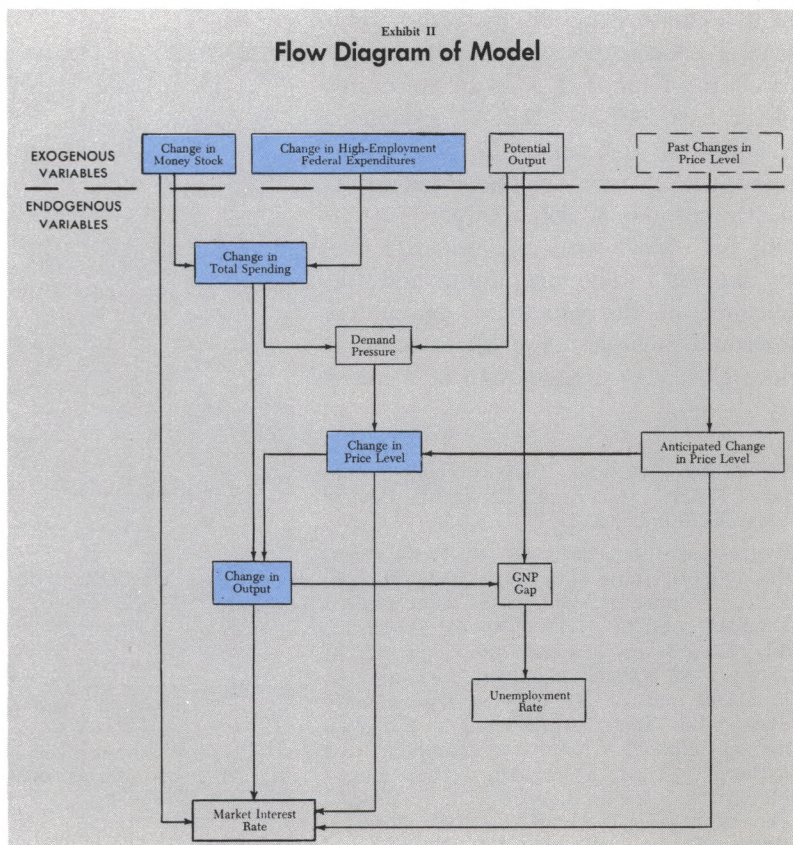 Exhibit II
Flow Diagram of Model
EXOGENOUS
VARIABLES
Change in
Money Stock
Change in High-Employment
Federal Expenditures
Potential
Output
Past Changes in
Price Level
ENDOGENOUS
VARIABLES
Change in
Total Spending
Demand
Pressure
Change in
Price Level
Anticipated Change
in Price Level
Change in
Output
GNP
Gap
Unemployment
Rate
Market Interest
Rate